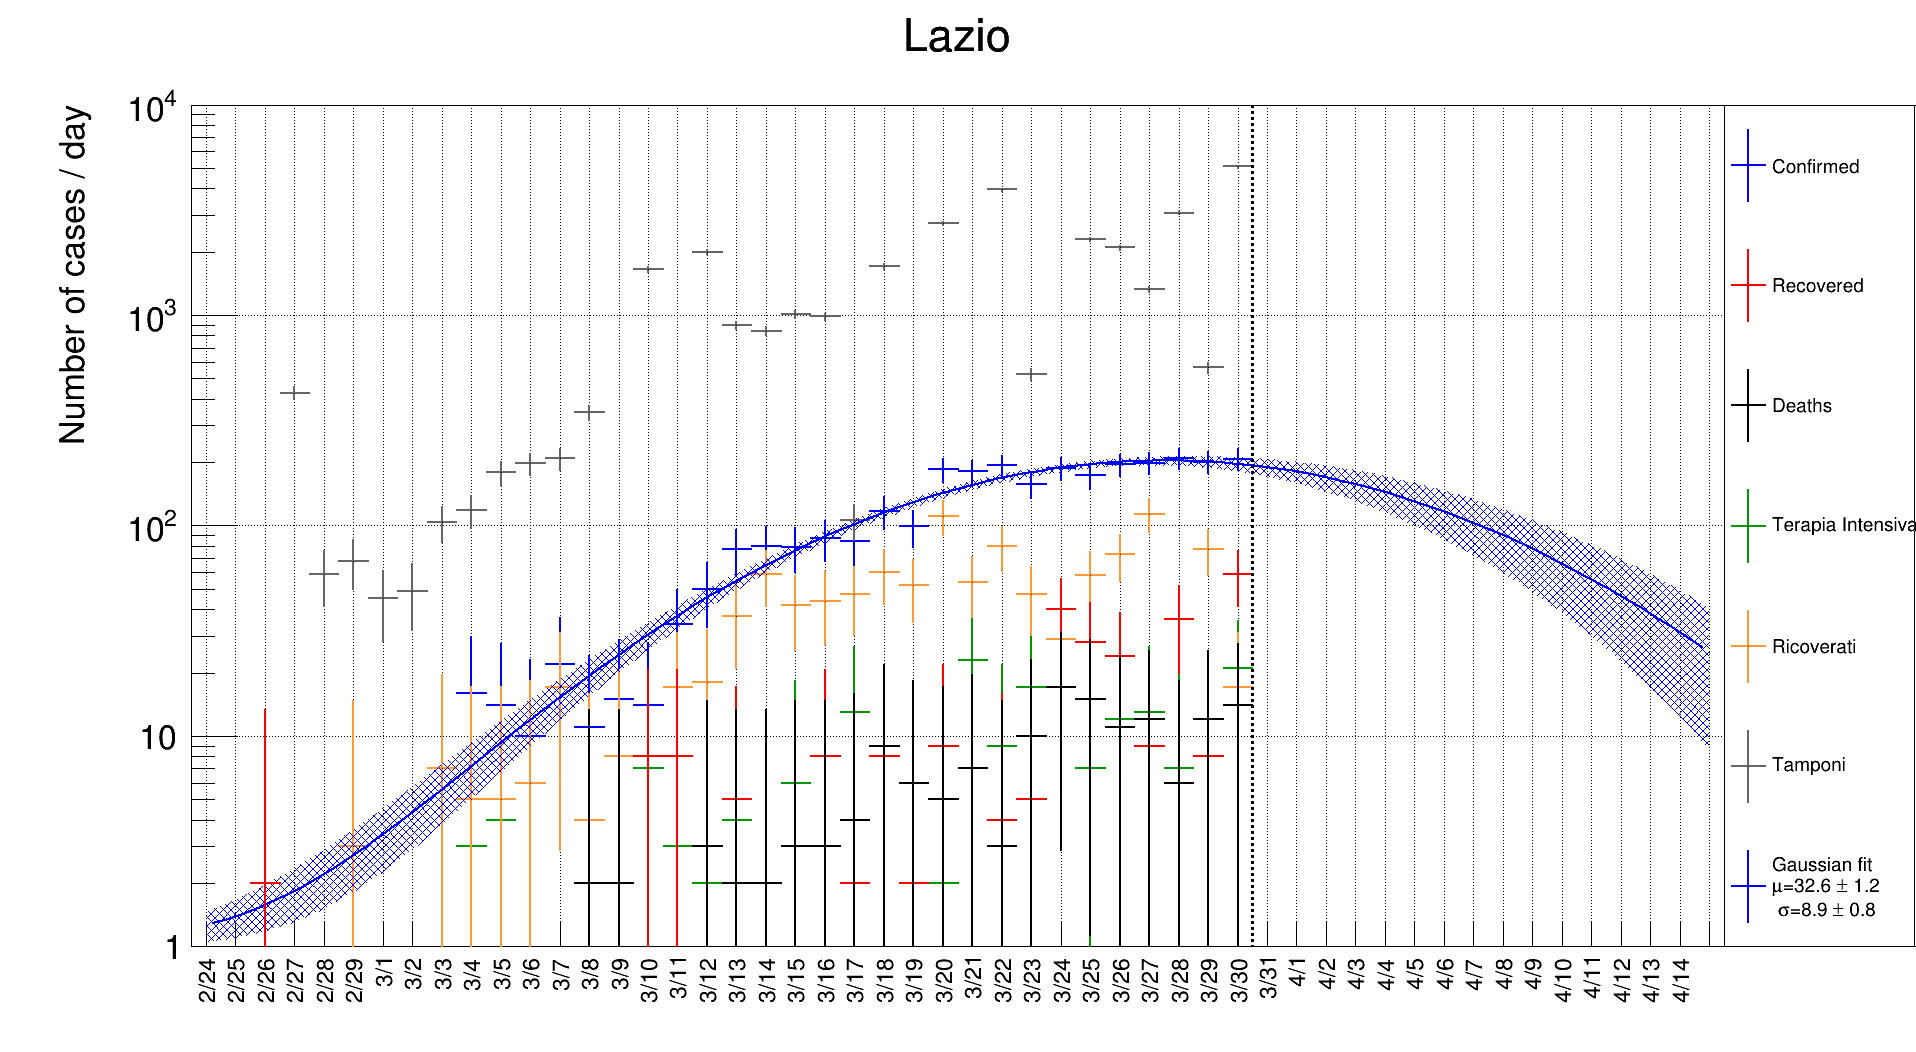 Lazio
Number of cases / day
10^4
10^3
10^2
10
1
2/24 2/25 2/26 2/27 2/28 2/29 3/1 3/2 3/3 3/4 3/5 3/6 3/7 3/8 3/9 3/10 3/11 3/12 3/13 3/14 3/15 3/16 3/17 3/18 3/19 3/20 3/21 3/22 3/23 3/24 3/25 3/26 3/27 3/28 3/29 3/30 3/31 4/1 4/2 4/3 4/4 4/5 4/6 4/7 4/8 4/9 4/10 4/11 4/12 4/13 4/14
Confirmed
Recovered
Deaths
Terapia Intensiva
Ricoverati
Tamponi
Gaussian fit
μ=32.6 ± 1.2
σ=8.9 ± 0.8